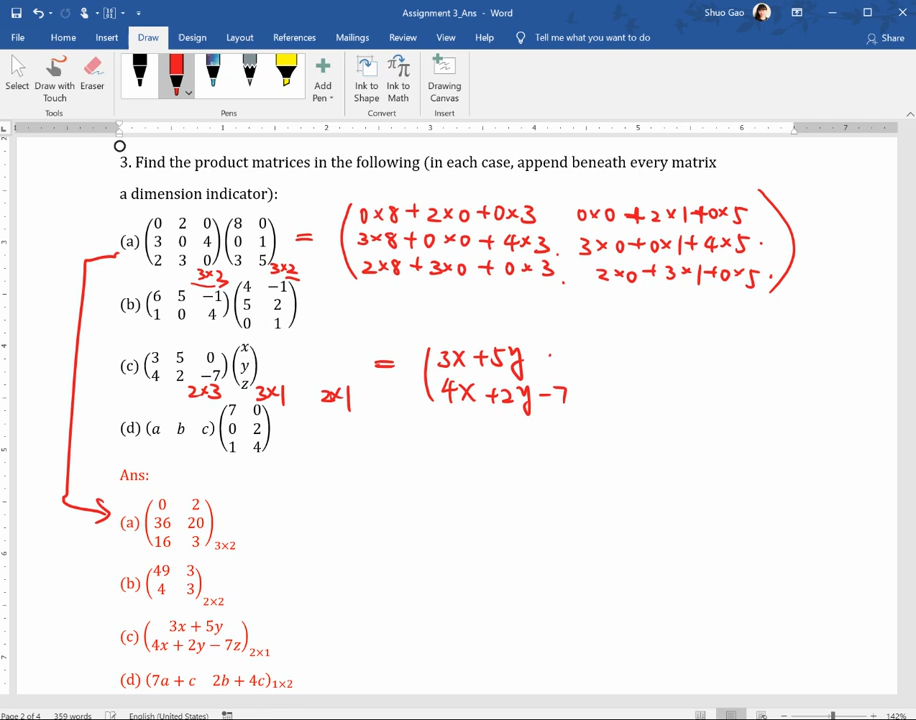 Assignment 3_Ans - Word
Shuo Gao
File Home Insert Draw Design Layout References Mailings Review View Help Tell me what you want to do Share
Select Draw with Touch Eraser Add Pen Ink to Shape Ink to Math Drawing Canvas
Tools Pens Convert Insert
1 2 3 4 5 6 7
3. Find the product matrices in the following (in each case, append beneath every matrix
a dimension indicator):
(a) (0 2 0 8 0 = (0×8+2×0+0×3 0×0+2×1+0×5
3 0 4)(0 1) 3×8+0×0+4×3 3×0+0×1+4×5
2 3 0 3 5 2×8+3×0+0×3 2×0+3×1+0×5)
3×3 3×2
(b) (6 5 −1 4 −1
1 0 4)(5 2)
0 1
(c) (3 5 0 x = (3x+5y
4 2 −7)(y) 4x+2y-7
z
2×3 3×1 2×1
(d) (a b c)(7 0
0 2
1 4)
Ans:
(a) (0 2
36 20
16 3)3×2
(b) (49 3
4 3)2×2
(c) (3x + 5y
4x + 2y − 7z)2×1
(d) (7a + c 2b + 4c)1×2
Page 2 of 4 359 words English (United States) 142%